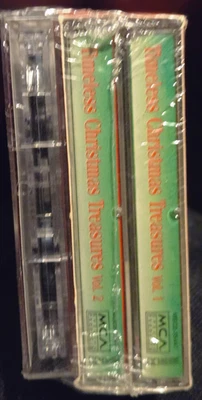 Timeless Christmas Treasures Vol. 2
MCA
Timeless Christmas Treasures Vol. 1
MCA